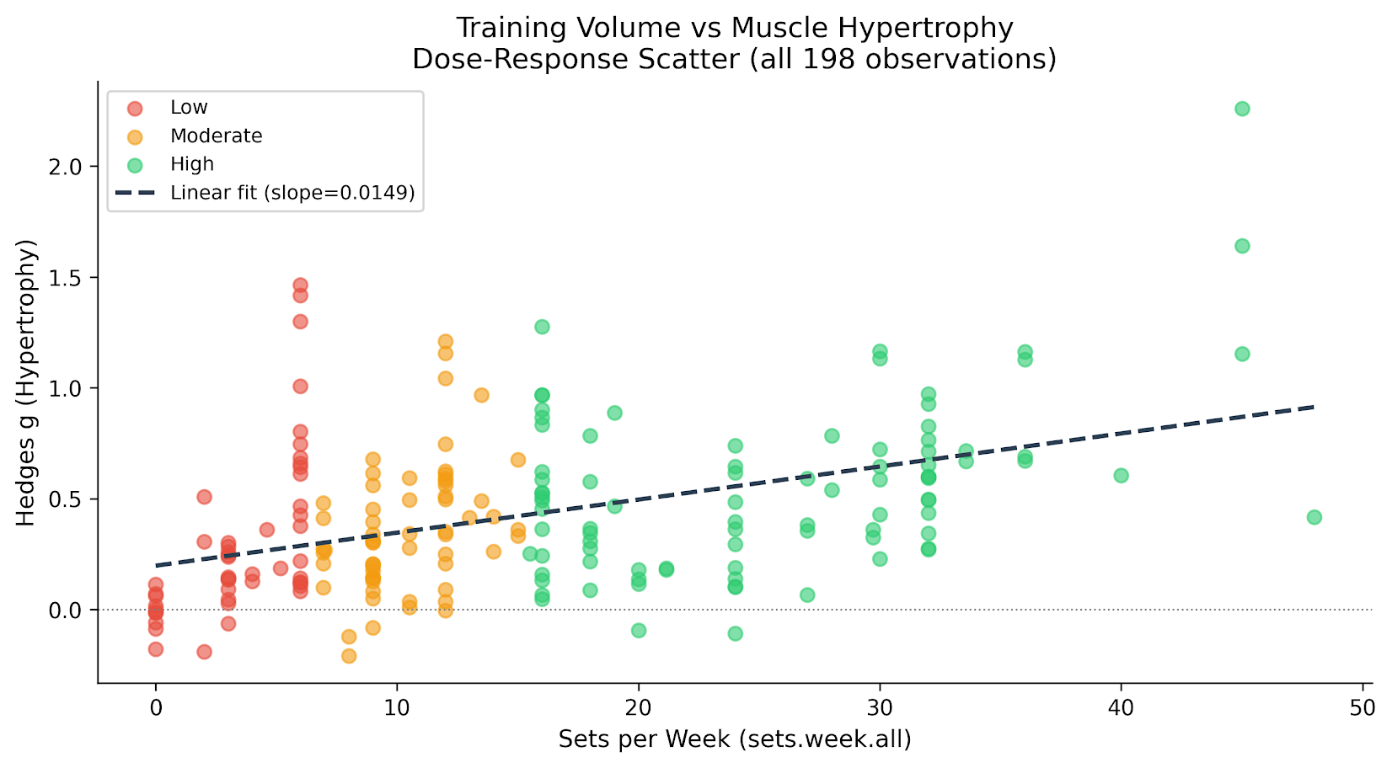 Training Volume vs Muscle Hypertrophy
Dose-Response Scatter (all 198 observations)
Low
Moderate
High
Linear fit (slope=0.0149)
Hedges g (Hypertrophy)
2.0
1.5
1.0
0.5
0.0
0 10 20 30 40 50
Sets per Week (sets.week.all)